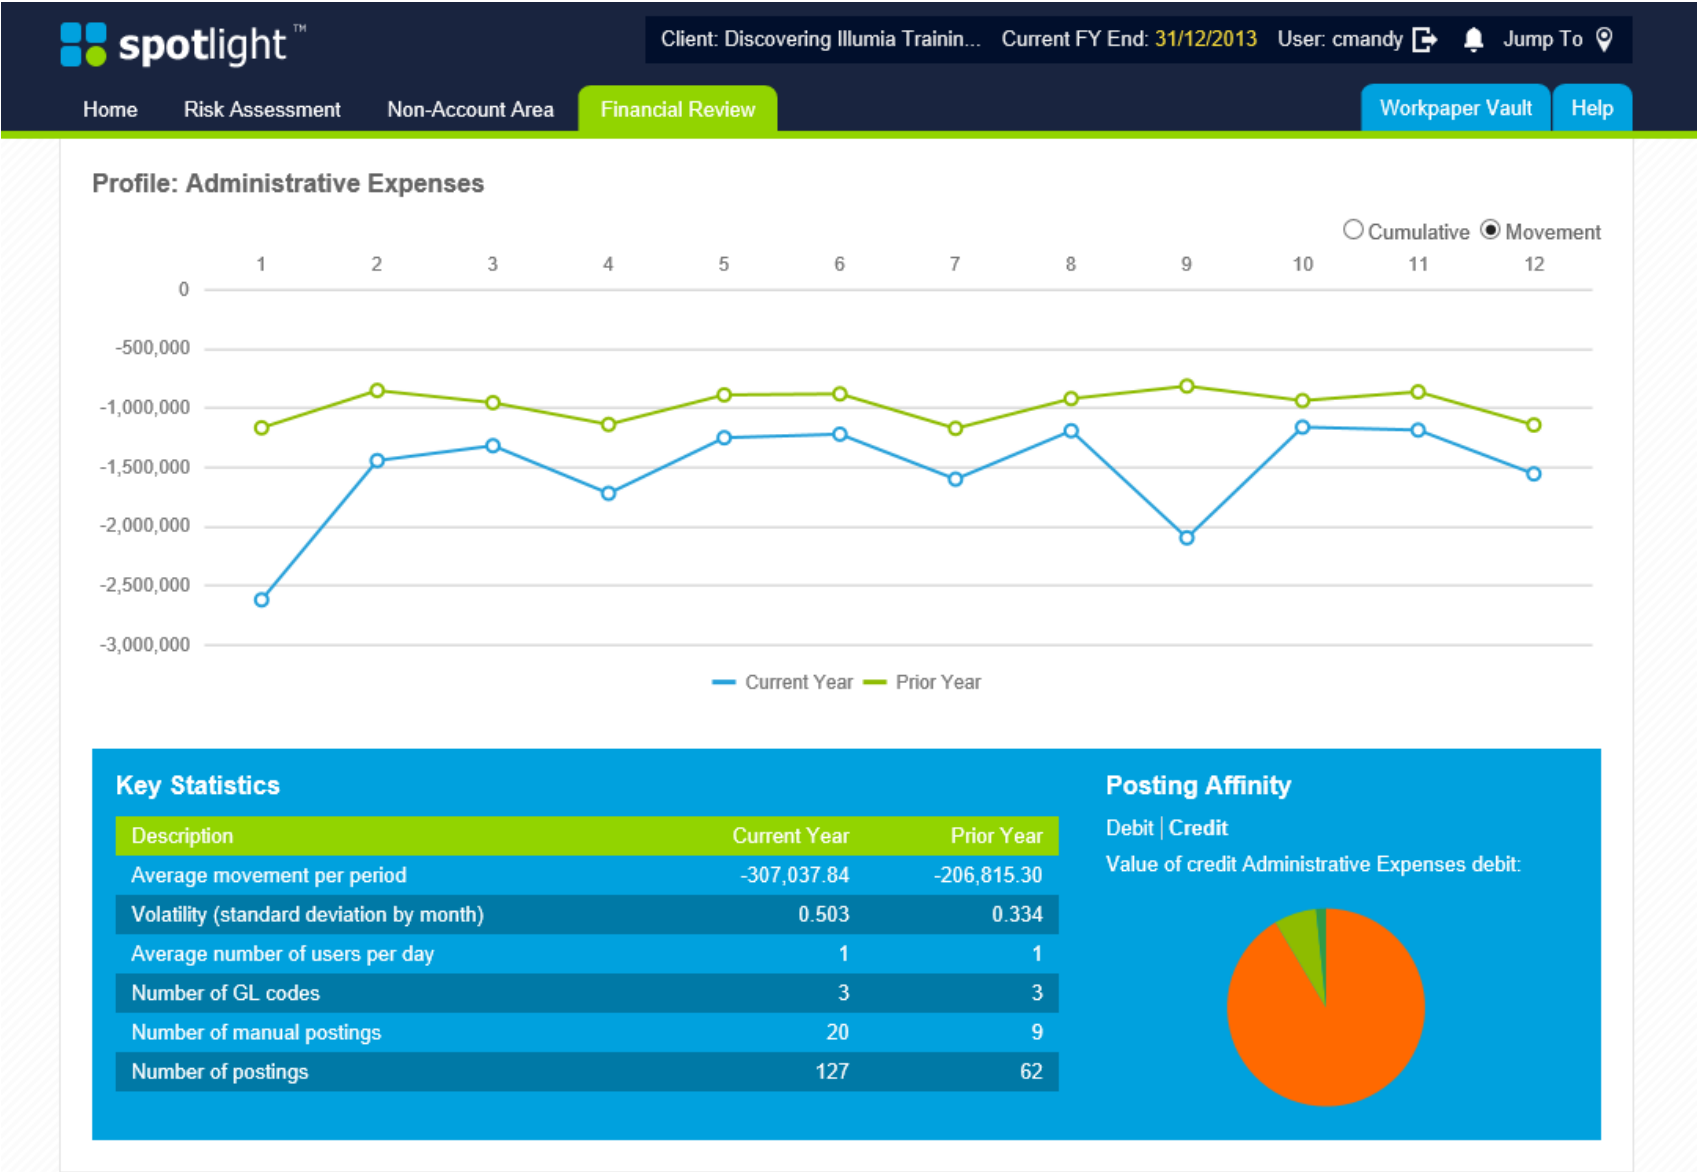 spotlight™
Client: Discovering Illumia Trainin... Current FY End: 31/12/2013 User: cmandy Jump To
Home Risk Assessment Non-Account Area Financial Review Workpaper Vault Help
Profile: Administrative Expenses
Cumulative Movement
1 2 3 4 5 6 7 8 9 10 11 12
0
-500,000
-1,000,000
-1,500,000
-2,000,000
-2,500,000
-3,000,000
Current Year Prior Year
Key Statistics
Description Current Year Prior Year
Average movement per period -307,037.84 -206,815.30
Volatility (standard deviation by month) 0.503 0.334
Average number of users per day 1 1
Number of GL codes 3 3
Number of manual postings 20 9
Number of postings 127 62
Posting Affinity
Debit | Credit
Value of credit Administrative Expenses debit: